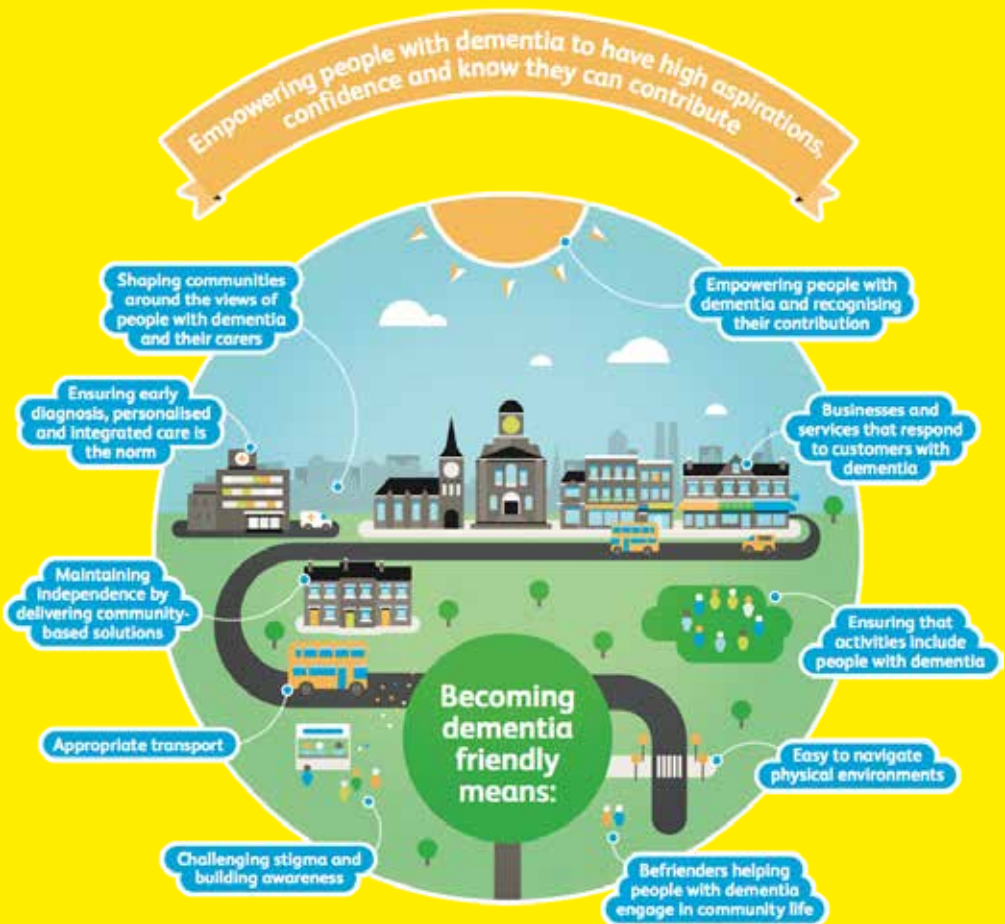 Empowering people with dementia to have high aspirations,
confidence and know they can contribute
Shaping communities
around the views of
people with dementia
and their carers
Empowering people with
dementia and recognising
their contribution
Ensuring early
diagnosis, personalised
and integrated care is
the norm
Businesses and
services that respond
to customers with
dementia
Maintaining
independence by
delivering community-
based solutions
Ensuring that
activities include
people with dementia
Becoming
dementia
friendly
means:
Appropriate transport
Easy to navigate
physical environments
Challenging stigma and
building awareness
Befrienders helping
people with dementia
engage in community life